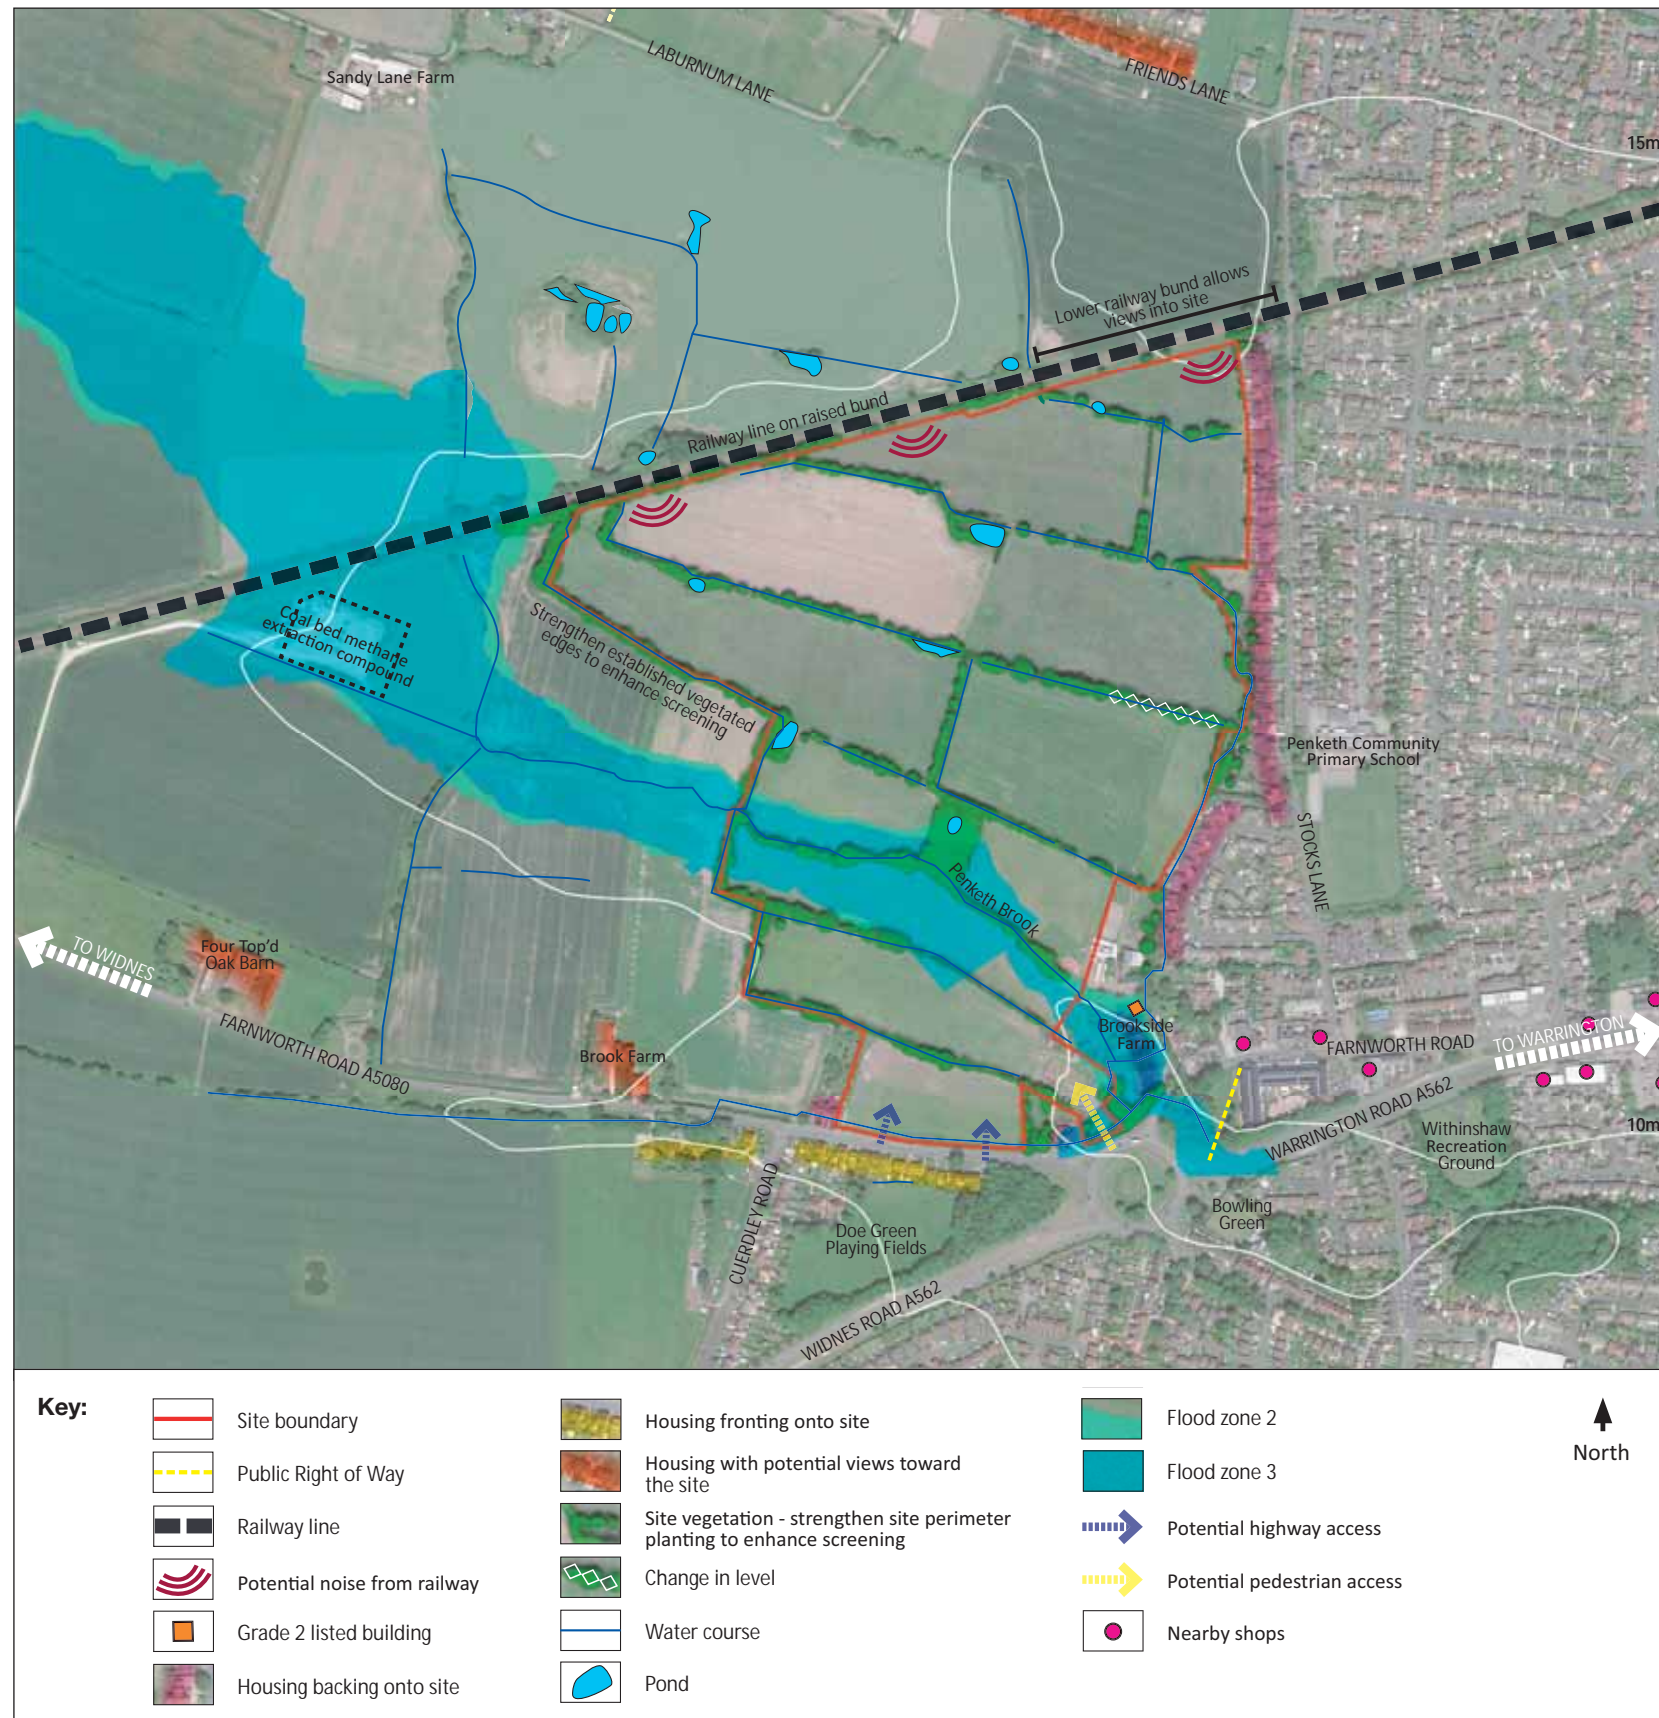 Sandy Lane Farm
LABURNUM LANE
FRIENDS LANE
15m
Lower railway bund allows
views into site
Railway line on raised bund
Coal bed methane
extraction compound
Strengthen established vegetated
edges to enhance screening
Penketh Community
Primary School
STOCKS LANE
Penketh Brook
Four Top'd
Oak Barn
TO WIDNES
FARNWORTH ROAD A5080
Brook Farm
Brookside
Farm
FARNWORTH ROAD
TO WARRINGTON
WARRINGTON ROAD A562
Withinshaw
Recreation
Ground
10m
Bowling
Green
CUERDLEY ROAD
Doe Green
Playing Fields
WIDNES ROAD A562
Key:
Site boundary
Public Right of Way
Railway line
Potential noise from railway
Grade 2 listed building
Housing backing onto site
Housing fronting onto site
Housing with potential views toward
the site
Site vegetation - strengthen site perimeter
planting to enhance screening
Change in level
Water course
Pond
Flood zone 2
Flood zone 3
Potential highway access
Potential pedestrian access
Nearby shops
North